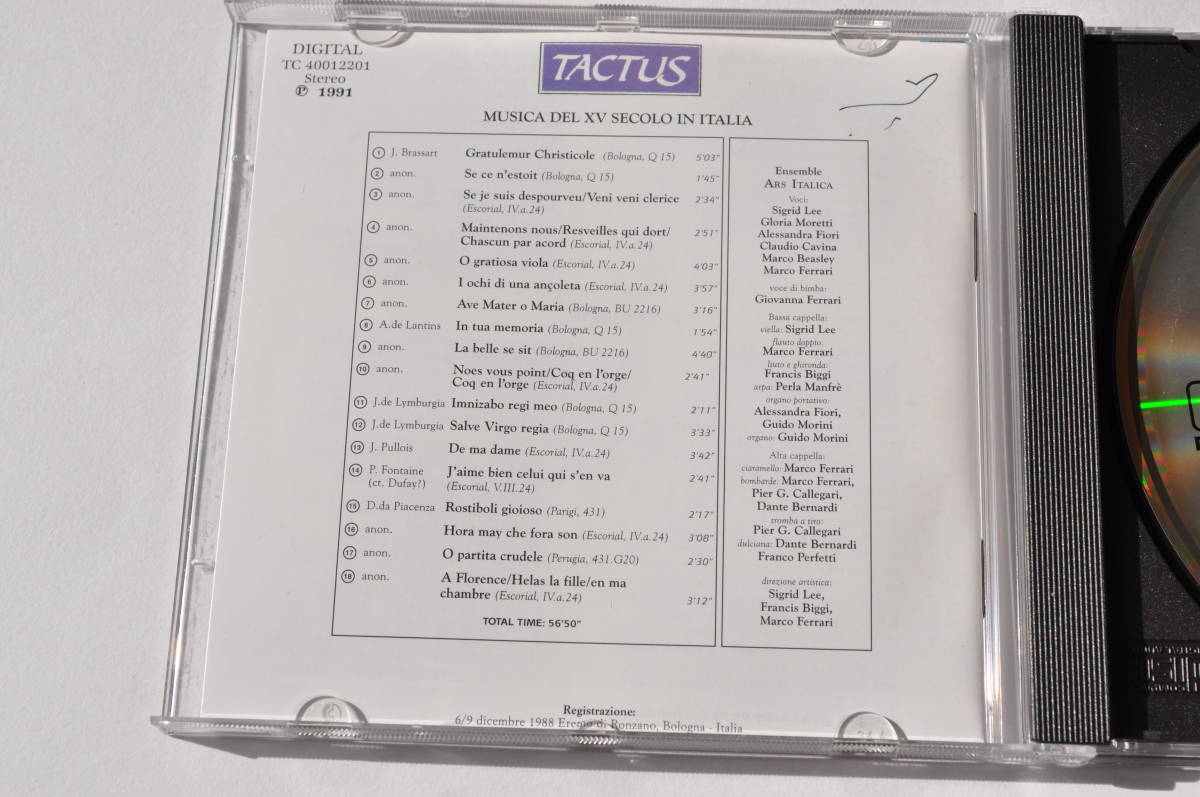 DIGITAL
TC 40012201
Stereo
℗ 1991
TACTUS
MUSICA DEL XV SECOLO IN ITALIA
1 J. Brassart Gratulemur Christicole (Bologna, Q 15) 5'03"
2 anon. Se ce n'estoit (Bologna, Q 15) 1'45"
3 anon. Se je suis despourveu/Veni veni clerice 2'34"
(Escorial, IV.a.24)
4 anon. Maintenons nous/Resveilles qui dort/ 2'51"
Chascun par acord (Escorial, IV.a.24)
5 anon. O gratiosa viola (Escorial, IV.a.24) 4'03"
6 anon. I ochi di una ançoleta (Escorial, IV.a.24) 3'57"
7 anon. Ave Mater o Maria (Bologna, BU 2216) 3'16"
8 A.de Lantins In tua memoria (Bologna, Q 15) 1'54"
9 anon. La belle se sit (Bologna, BU 2216) 4'40"
10 anon. Noes vous point/Coq en l'orge/ 2'41"
Coq en l'orge (Escorial, IV.a.24)
11 J.de Lymburgia Imnizabo regi meo (Bologna, Q 15) 2'11"
12 J.de Lymburgia Salve Virgo regia (Bologna, Q 15) 3'33"
13 J. Pullois De ma dame (Escorial, IV.a.24) 3'42"
14 P. Fontaine J'aime bien celui qui s'en va 2'41"
(ct. Dufay?) (Escorial, V.III.24)
15 D.da Piacenza Rostiboli gioioso (Parigi, 431) 2'17"
16 anon. Hora may che fora son (Escorial, IV.a.24) 3'08"
17 anon. O partita crudele (Perugia, 431.G20) 2'30"
18 anon. A Florence/Helas la fille/en ma
chambre (Escorial, IV.a.24) 3'12"
TOTAL TIME: 56'50"
Ensemble
ARS ITALICA
Voci:
Sigrid Lee
Gloria Moretti
Alessandra Fiori
Claudio Cavina
Marco Beasley
Marco Ferrari
voce di bimba:
Giovanna Ferrari
Bassa cappella:
viella: Sigrid Lee
flauto doppio:
Marco Ferrari
liuto e ghironda:
Francis Biggi
arpa: Perla Manfrè
organo portativo:
Alessandra Fiori,
Guido Morini
organo: Guido Morini
Alta cappella:
ciaramello: Marco Ferrari
bombarde: Marco Ferrari,
Pier G. Callegari,
Dante Bernardi
tromba a tiro:
Pier G. Callegari
dulciana: Dante Bernardi
Franco Perfetti
direzione artistica:
Sigrid Lee,
Francis Biggi,
Marco Ferrari
Registrazione:
6/9 dicembre 1988 Eremo di Ronzano, Bologna - Italia